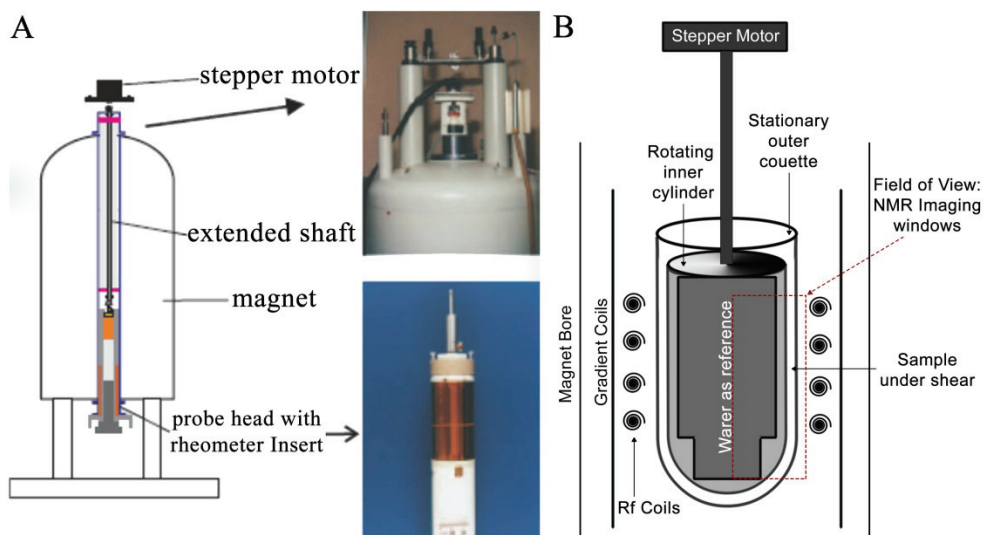 A
stepper motor
extended shaft
magnet
probe head with
rheometer Insert
B
Stepper Motor
Stationary
outer
couette
Rotating
inner
cylinder
Field of View:
NMR Imaging
windows
Magnet Bore
Gradient Coils
Warer as reference
Sample
under shear
Rf Coils